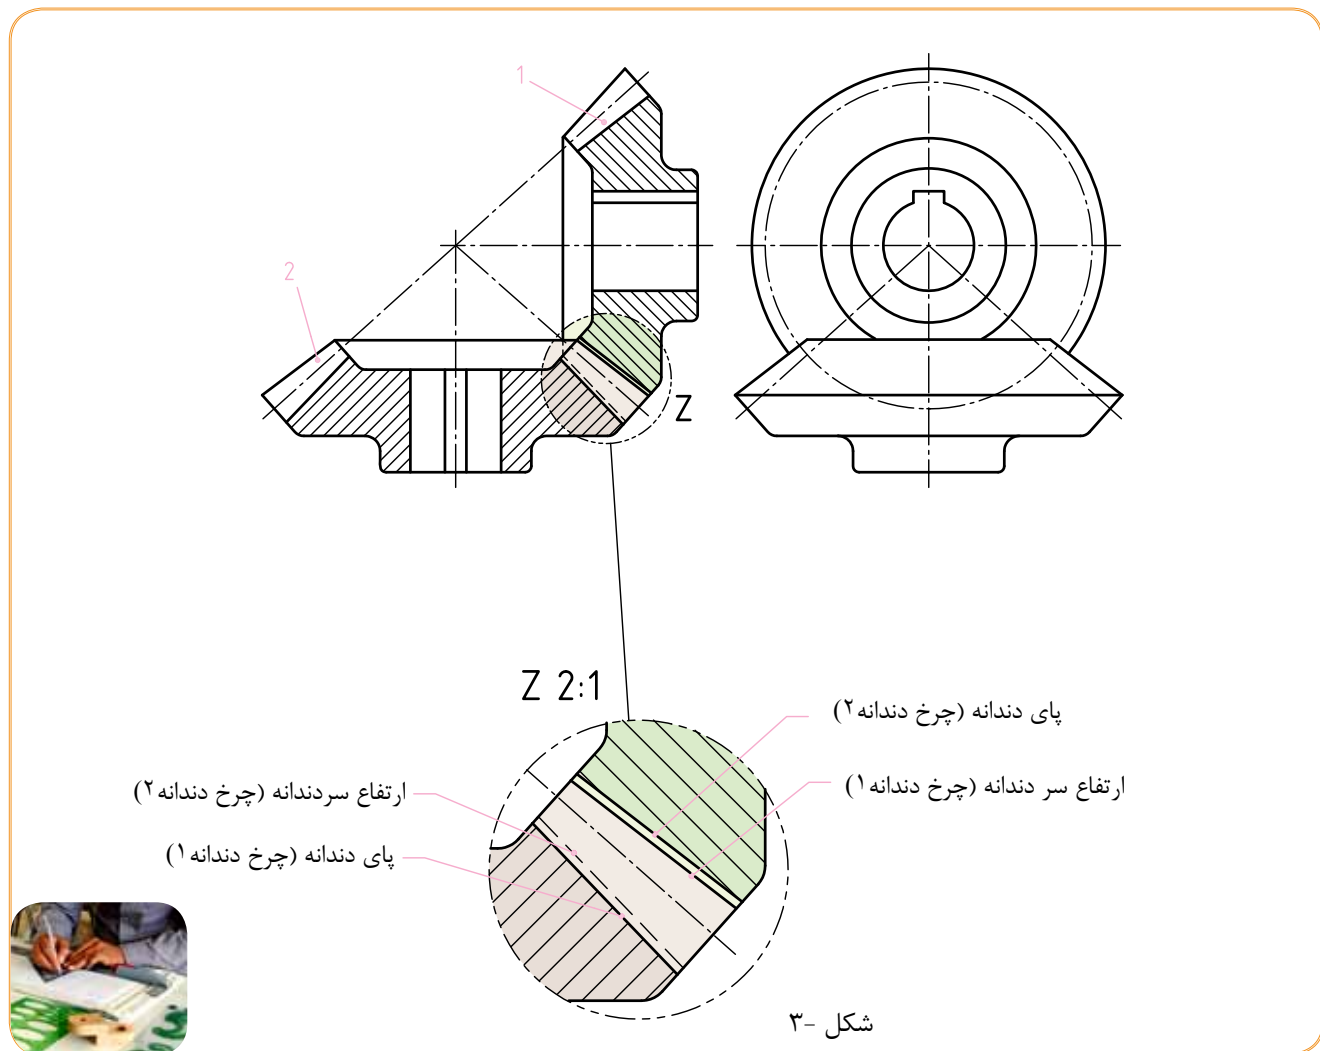 1
2
Z
Z 2:1
پای دندانه (چرخ دندانه۲)
ارتفاع سر دندانه (چرخ دندانه۱)
ارتفاع سردندانه (چرخ دندانه۲)
پای دندانه (چرخ دندانه۱)
شکل -۳